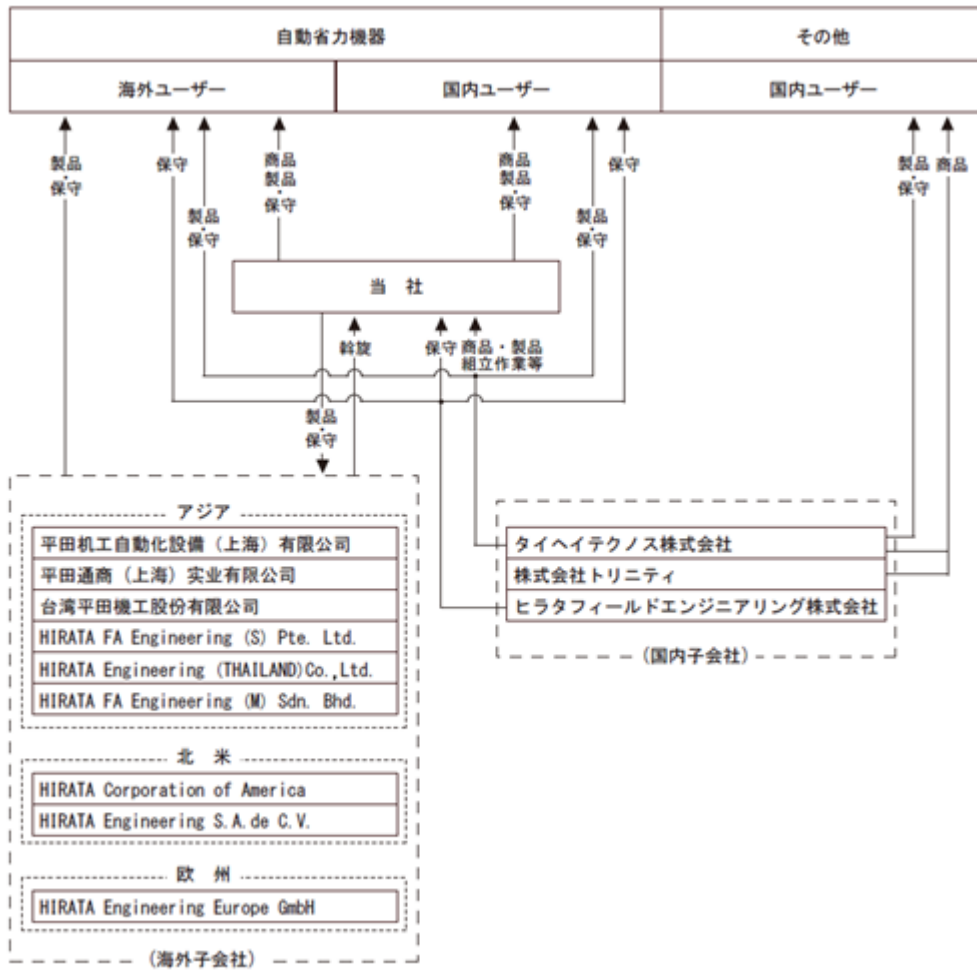 自動省力機器
その他
海外ユーザー
国内ユーザー
国内ユーザー
製品・保守
保守
製品・保守
商品
製品・保守
商品
製品・保守
製品・保守
保守
製品・保守
商品
当 社
斡旋
保守
商品・製品
組立作業等
製品・保守
アジア
平田机工自動化設備（上海）有限公司
平田通商（上海）实业有限公司
台湾平田機工股份有限公司
HIRATA FA Engineering (S) Pte. Ltd.
HIRATA Engineering (THAILAND)Co.,Ltd.
HIRATA FA Engineering (M) Sdn. Bhd.
北 米
HIRATA Corporation of America
HIRATA Engineering S.A.de C.V.
欧 州
HIRATA Engineering Europe GmbH
(海外子会社)
タイヘイテクノス株式会社
株式会社トリニティ
ヒラタフィールドエンジニアリング株式会社
(国内子会社)